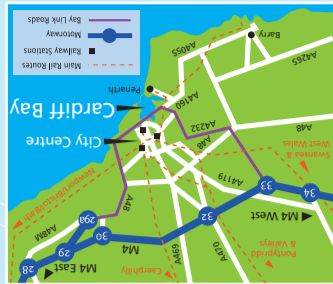 Bay Link Roads
Motorway
Railway Stations
Main Rail Routes
Barry
A4055
A4265
Penarth
A4160
Cardiff Bay
A4232
A48
A48
City Centre
Swansea &
West Wales
Newport/Bristol/Bath
A4119
A48
33
34
M4 West
A48M
29a
32
30
M4
29
28
M4 East
A469
A470
Pontypridd
& Valleys
Caerphilly